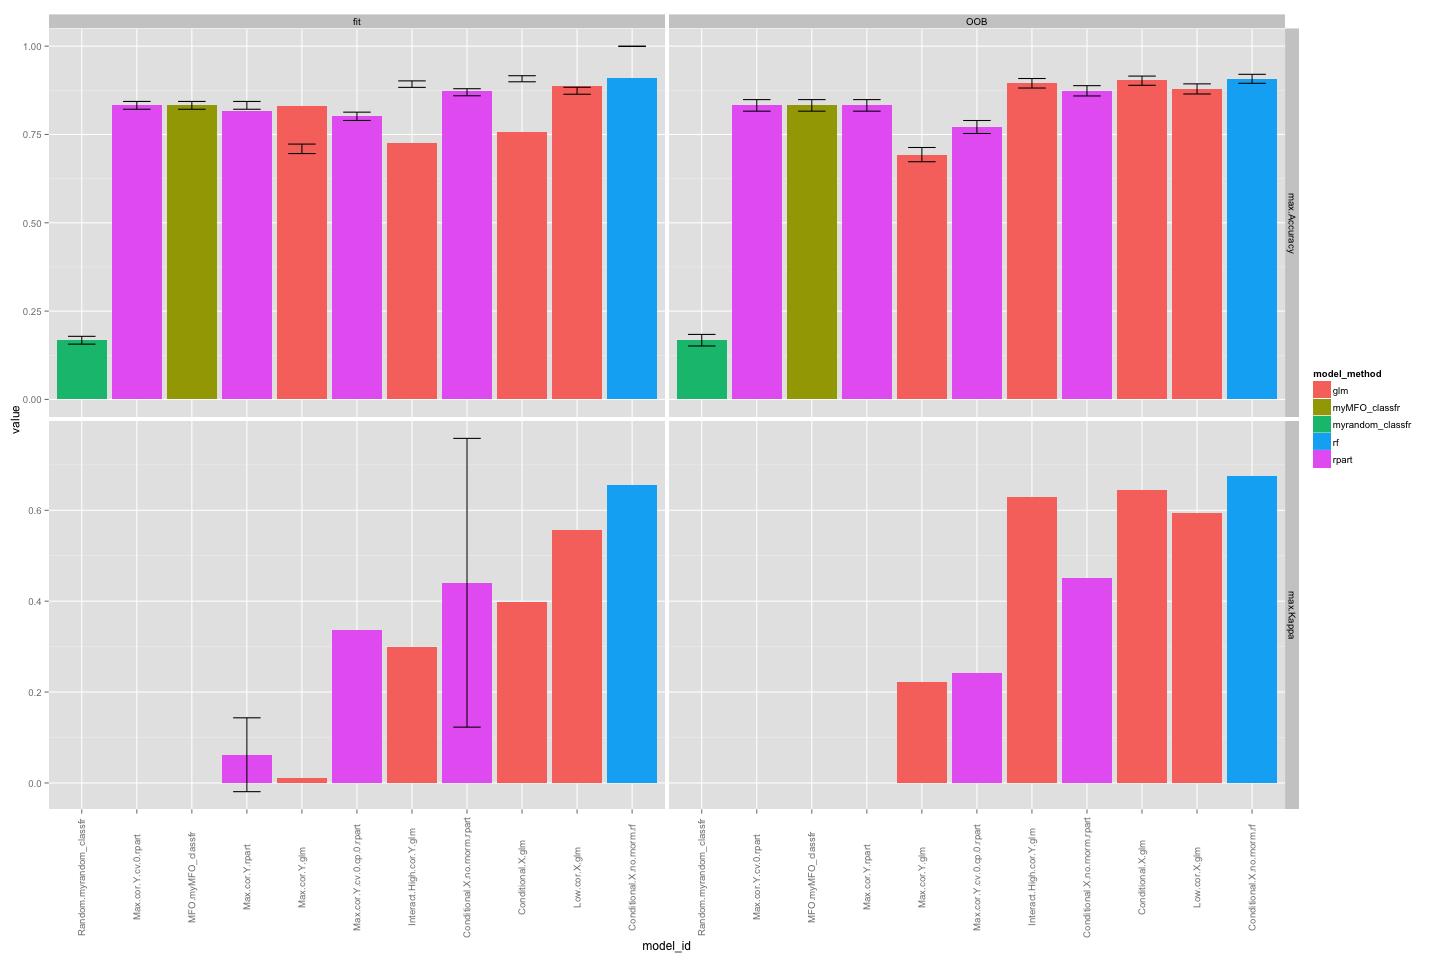 fit
OOB
1.00
0.75
0.50
0.25
0.00
max.Accuracy
value
0.6
0.4
0.2
0.0
max.Kappa
Random.myrandom_classfr
Max.cor.Y.cv.0.rpart
MFO.myMFO_classfr
Max.cor.Y.rpart
Max.cor.Y.glm
Max.cor.Y.cv.0.cp.0.rpart
Interact.High.cor.Y.glm
Conditional.X.no.rnorm.rpart
Conditional.X.glm
Low.cor.X.glm
Conditional.X.no.rnorm.rf
Random.myrandom_classfr
Max.cor.Y.cv.0.rpart
MFO.myMFO_classfr
Max.cor.Y.rpart
Max.cor.Y.glm
Max.cor.Y.cv.0.cp.0.rpart
Interact.High.cor.Y.glm
Conditional.X.no.rnorm.rpart
Conditional.X.glm
Low.cor.X.glm
Conditional.X.no.rnorm.rf
model_id
model_method
glm
myMFO_classfr
myrandom_classfr
rf
rpart